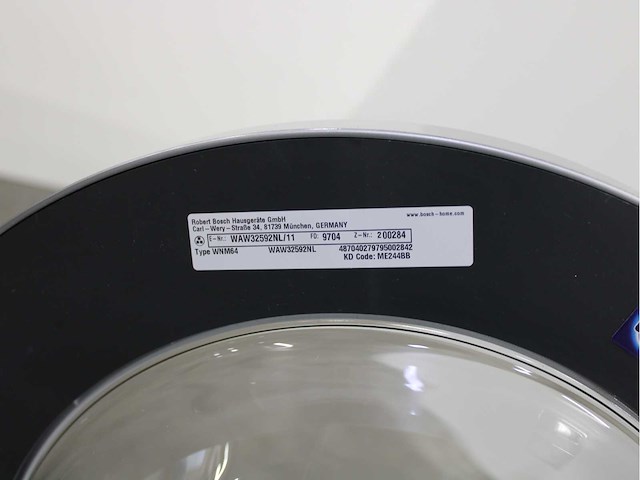 Robert Bosch Hausgeräte GmbH www.bosch-home.com
Carl - Wery - Straße 34, 81739 München, GERMANY
E-Nr.: WAW32592NL/11 FD: 9704 Z-Nr.: 200284
Type WNM64 WAW32592NL 487040279795002842
KD Code: ME244BB